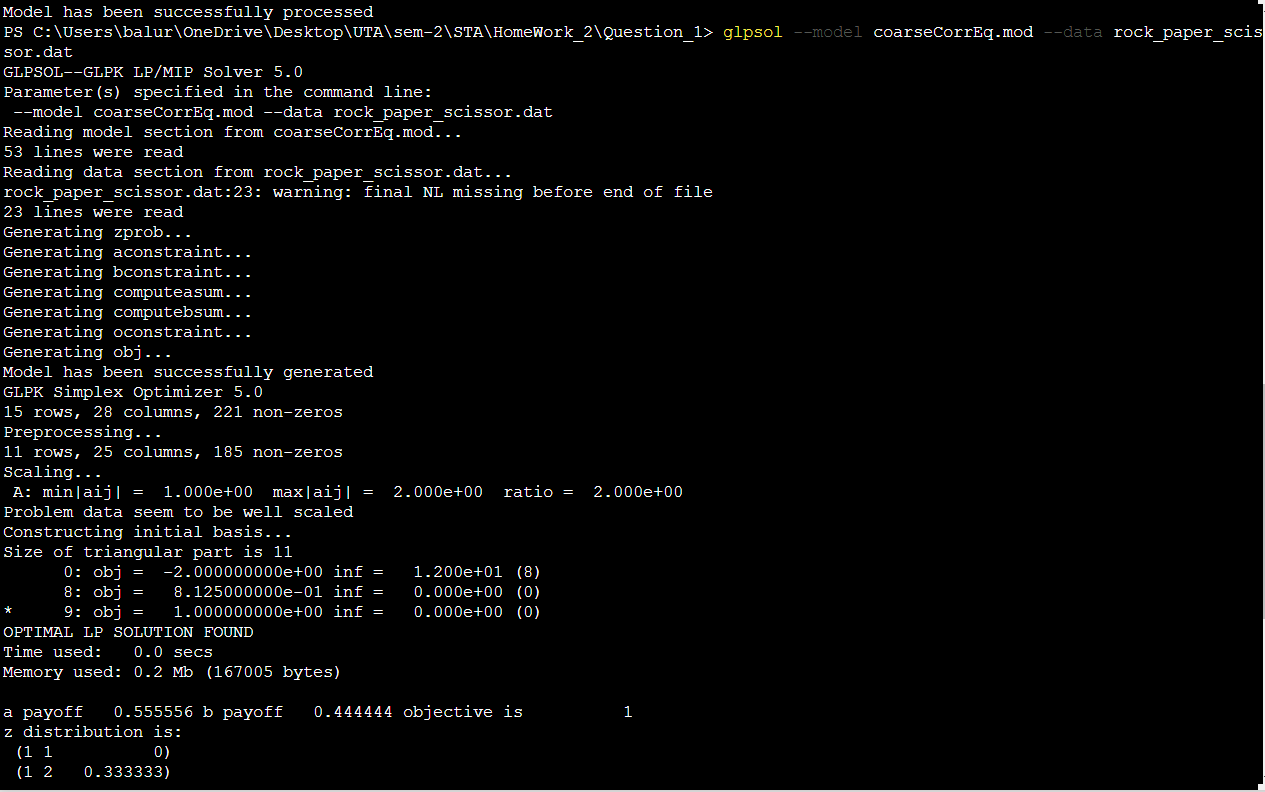 Model has been successfully processed
PS C:\Users\balur\OneDrive\Desktop\UTA\sem-2\STA\HomeWork_2\Question_1> glpsol --model coarseCorrEq.mod --data rock_paper_scis
sor.dat
GLPSOL--GLPK LP/MIP Solver 5.0
Parameter(s) specified in the command line:
 --model coarseCorrEq.mod --data rock_paper_scissor.dat
Reading model section from coarseCorrEq.mod...
53 lines were read
Reading data section from rock_paper_scissor.dat...
rock_paper_scissor.dat:23: warning: final NL missing before end of file
23 lines were read
Generating zprob...
Generating aconstraint...
Generating bconstraint...
Generating computeasum...
Generating computebsum...
Generating oconstraint...
Generating obj...
Model has been successfully generated
GLPK Simplex Optimizer 5.0
15 rows, 28 columns, 221 non-zeros
Preprocessing...
11 rows, 25 columns, 185 non-zeros
Scaling...
 A: min|aij| =  1.000e+00  max|aij| =  2.000e+00  ratio =  2.000e+00
Problem data seem to be well scaled
Constructing initial basis...
Size of triangular part is 11
      0: obj =  -2.000000000e+00 inf =   1.200e+01 (8)
      8: obj =   8.125000000e-01 inf =   0.000e+00 (0)
*     9: obj =   1.000000000e+00 inf =   0.000e+00 (0)
OPTIMAL LP SOLUTION FOUND
Time used:   0.0 secs
Memory used: 0.2 Mb (167005 bytes)

a payoff   0.555556 b payoff   0.444444 objective is          1
z distribution is:
 (1 1          0)
 (1 2   0.333333)